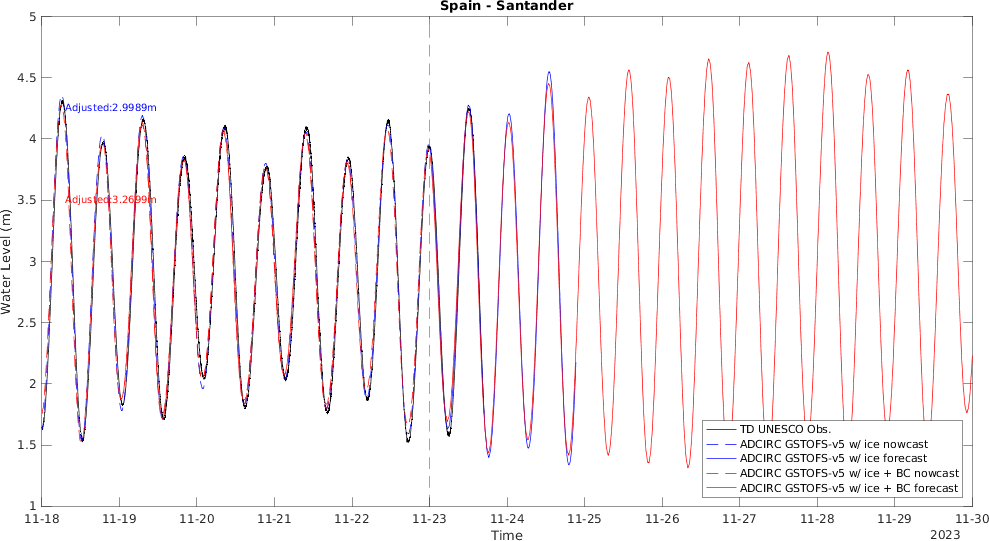 Spain - Santander
5
4.5
4
3.5
3
2.5
2
1.5
1
Water Level (m)
Adjusted:2.9989m
Adjusted:3.2699m
TD UNESCO Obs.
ADCIRC GSTOFS-v5 w/ ice nowcast
ADCIRC GSTOFS-v5 w/ ice forecast
ADCIRC GSTOFS-v5 w/ ice + BC nowcast
ADCIRC GSTOFS-v5 w/ ice + BC forecast
11-18 11-19 11-20 11-21 11-22 11-23 11-24 11-25 11-26 11-27 11-28 11-29 11-30
Time
2023